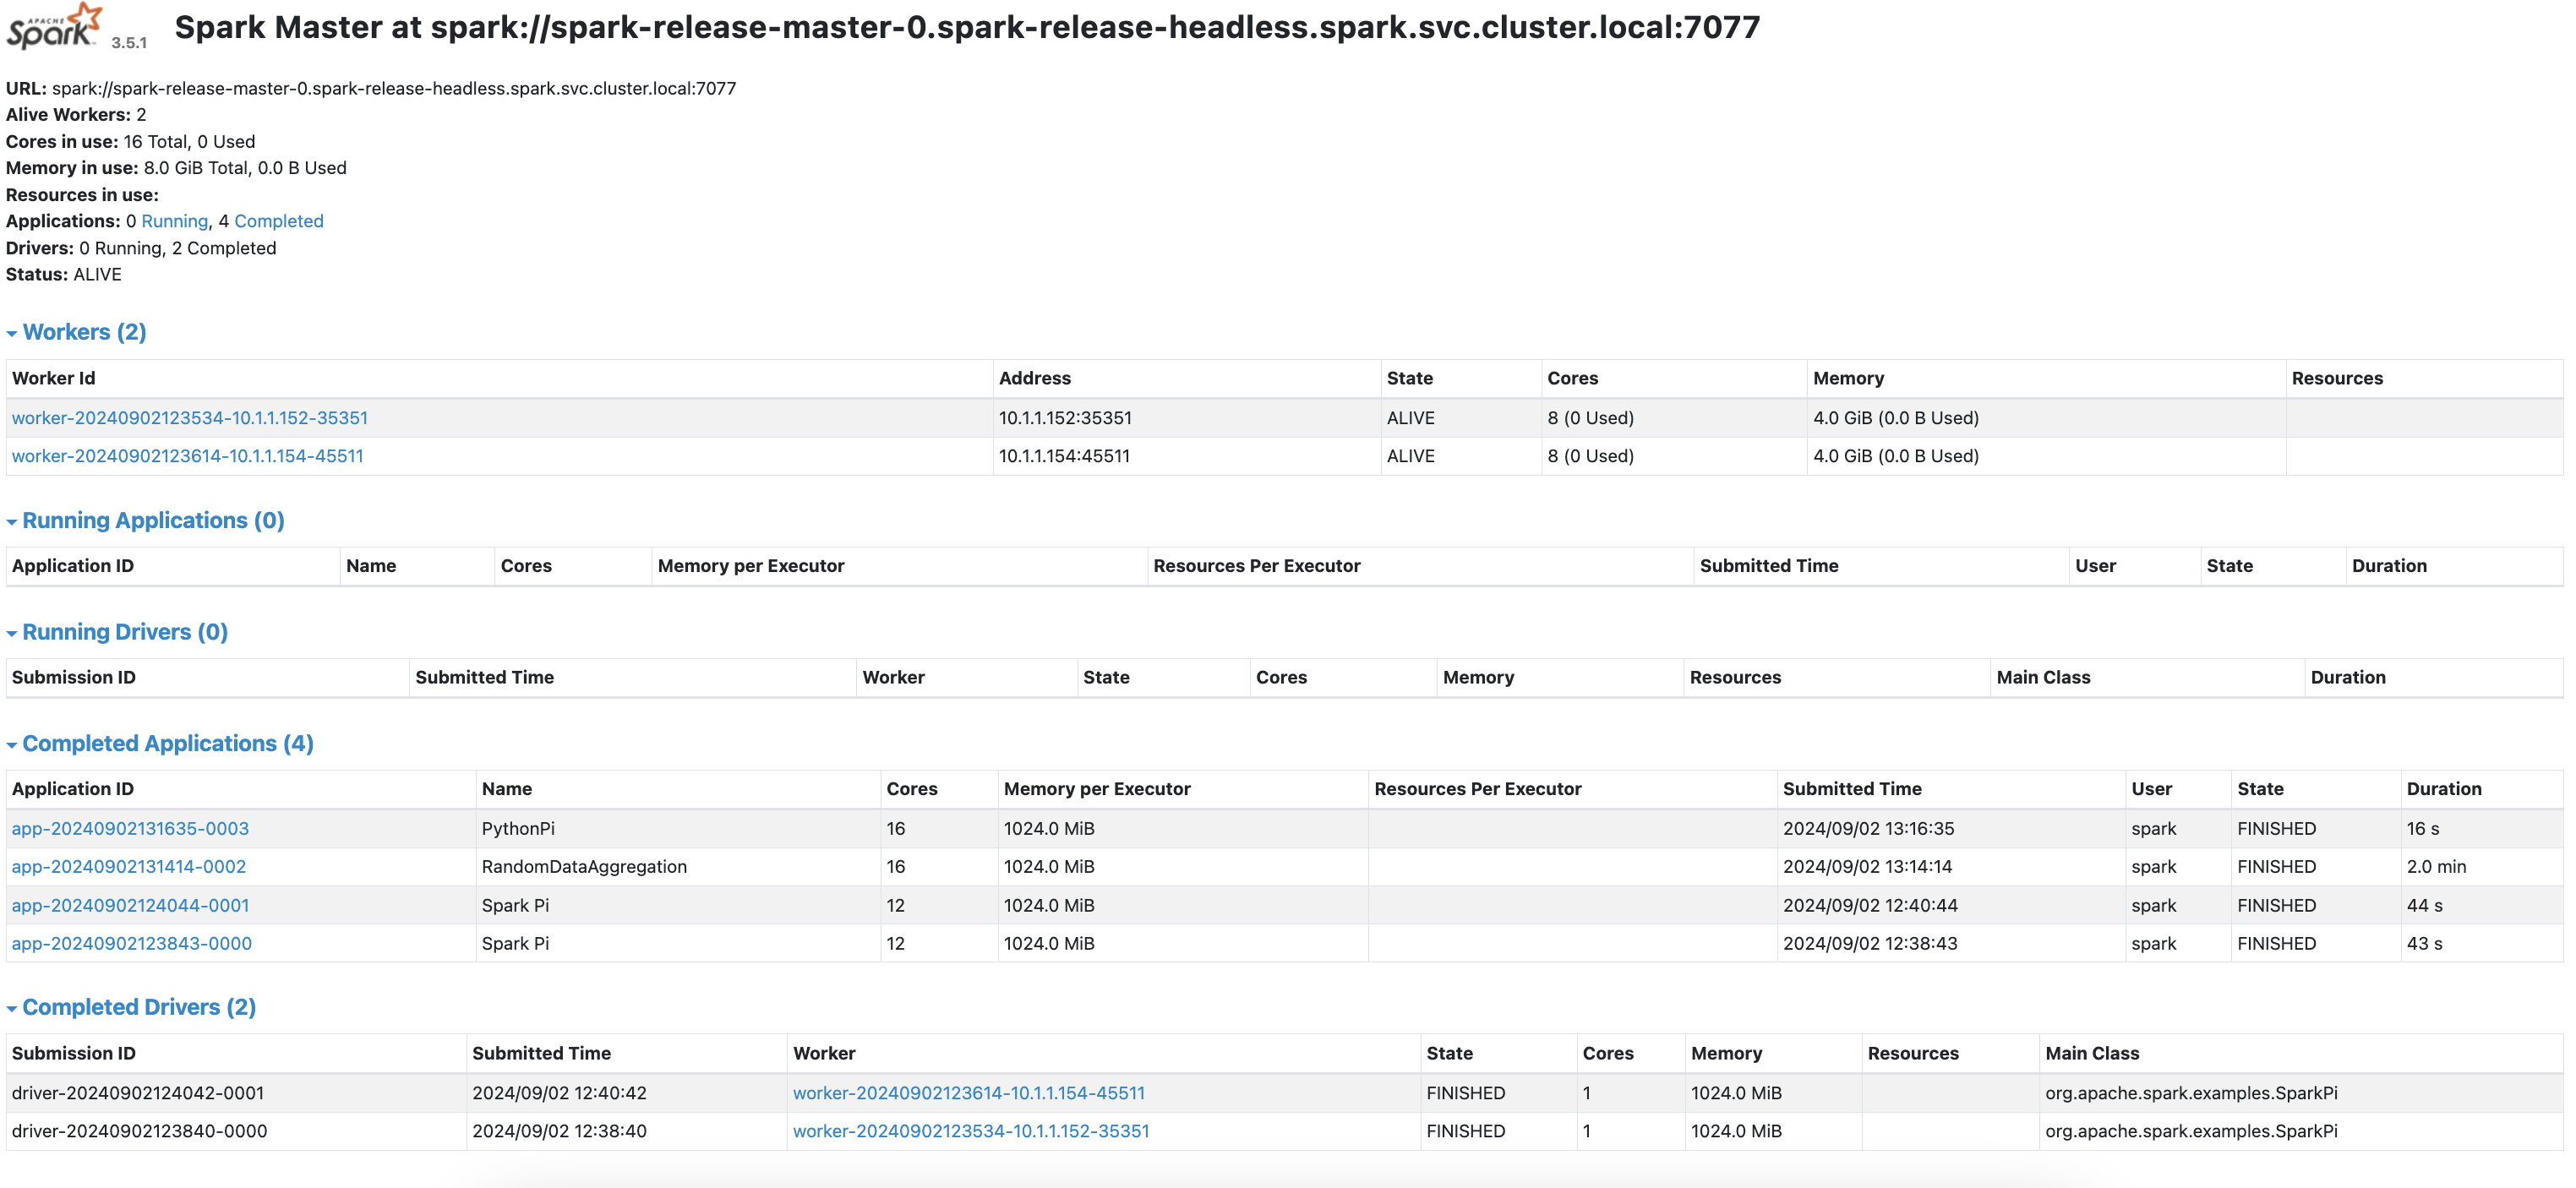 APACHE
Spark 3.5.1 Spark Master at spark://spark-release-master-0.spark-release-headless.spark.svc.cluster.local:7077
URL: spark://spark-release-master-0.spark-release-headless.spark.svc.cluster.local:7077
Alive Workers: 2
Cores in use: 16 Total, 0 Used
Memory in use: 8.0 GiB Total, 0.0 B Used
Resources in use:
Applications: 0 Running, 4 Completed
Drivers: 0 Running, 2 Completed
Status: ALIVE
Workers (2)
Worker Id Address State Cores Memory Resources
worker-20240902123534-10.1.1.152-35351 10.1.1.152:35351 ALIVE 8 (0 Used) 4.0 GiB (0.0 B Used)
worker-20240902123614-10.1.1.154-45511 10.1.1.154:45511 ALIVE 8 (0 Used) 4.0 GiB (0.0 B Used)
Running Applications (0)
Application ID Name Cores Memory per Executor Resources Per Executor Submitted Time User State Duration
Running Drivers (0)
Submission ID Submitted Time Worker State Cores Memory Resources Main Class Duration
Completed Applications (4)
Application ID Name Cores Memory per Executor Resources Per Executor Submitted Time User State Duration
app-20240902131635-0003 PythonPi 16 1024.0 MiB 2024/09/02 13:16:35 spark FINISHED 16 s
app-20240902131414-0002 RandomDataAggregation 16 1024.0 MiB 2024/09/02 13:14:14 spark FINISHED 2.0 min
app-20240902124044-0001 Spark Pi 12 1024.0 MiB 2024/09/02 12:40:44 spark FINISHED 44 s
app-20240902123843-0000 Spark Pi 12 1024.0 MiB 2024/09/02 12:38:43 spark FINISHED 43 s
Completed Drivers (2)
Submission ID Submitted Time Worker State Cores Memory Resources Main Class
driver-20240902124042-0001 2024/09/02 12:40:42 worker-20240902123614-10.1.1.154-45511 FINISHED 1 1024.0 MiB org.apache.spark.examples.SparkPi
driver-20240902123840-0000 2024/09/02 12:38:40 worker-20240902123534-10.1.1.152-35351 FINISHED 1 1024.0 MiB org.apache.spark.examples.SparkPi